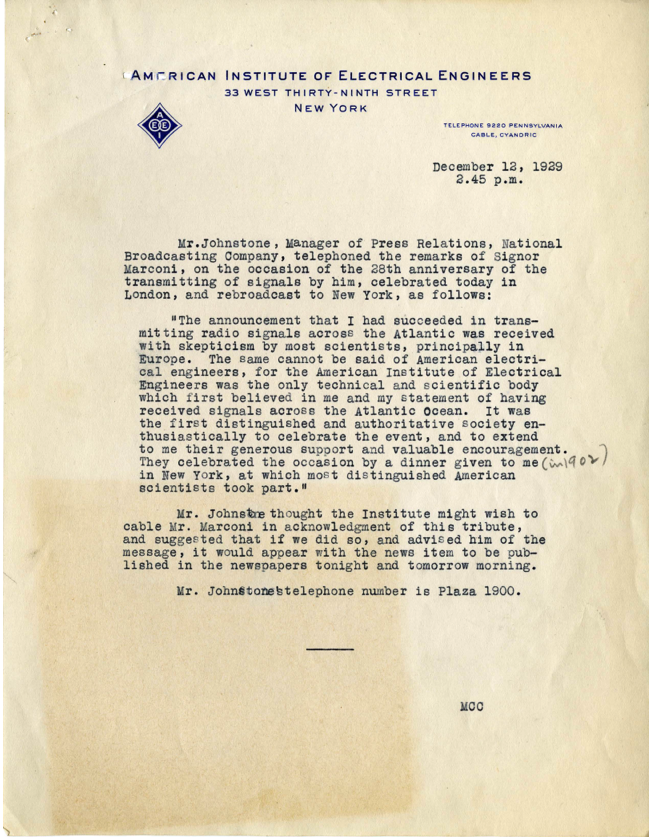 AMERICAN INSTITUTE OF ELECTRICAL ENGINEERS
33 WEST THIRTY-NINTH STREET
NEW YORK
A
EE
I
TELEPHONE 9220 PENNSYLVANIA
CABLE, CYANDRIC
December 12, 1929
2.45 p.m.
Mr.Johnstone, Manager of Press Relations, National
Broadcasting Company, telephoned the remarks of Signor
Marconi, on the occasion of the 28th anniversary of the
transmitting of signals by him, celebrated today in
London, and rebroadcast to New York, as follows:
"The announcement that I had succeeded in trans-
mitting radio signals across the Atlantic was received
with skepticism by most scientists, principally in
Europe. The same cannot be said of American electri-
cal engineers, for the American Institute of Electrical
Engineers was the only technical and scientific body
which first believed in me and my statement of having
received signals across the Atlantic Ocean. It was
the first distinguished and authoritative society en-
thusiastically to celebrate the event, and to extend
to me their generous support and valuable encouragement.
They celebrated the occasion by a dinner given to me (in 1902)
in New York, at which most distinguished American
scientists took part."
Mr. Johnstone thought the Institute might wish to
cable Mr. Marconi in acknowledgment of this tribute,
and suggested that if we did so, and advised him of the
message, it would appear with the news item to be pub-
lished in the newspapers tonight and tomorrow morning.
Mr. Johnstone's telephone number is Plaza 1900.
MCC